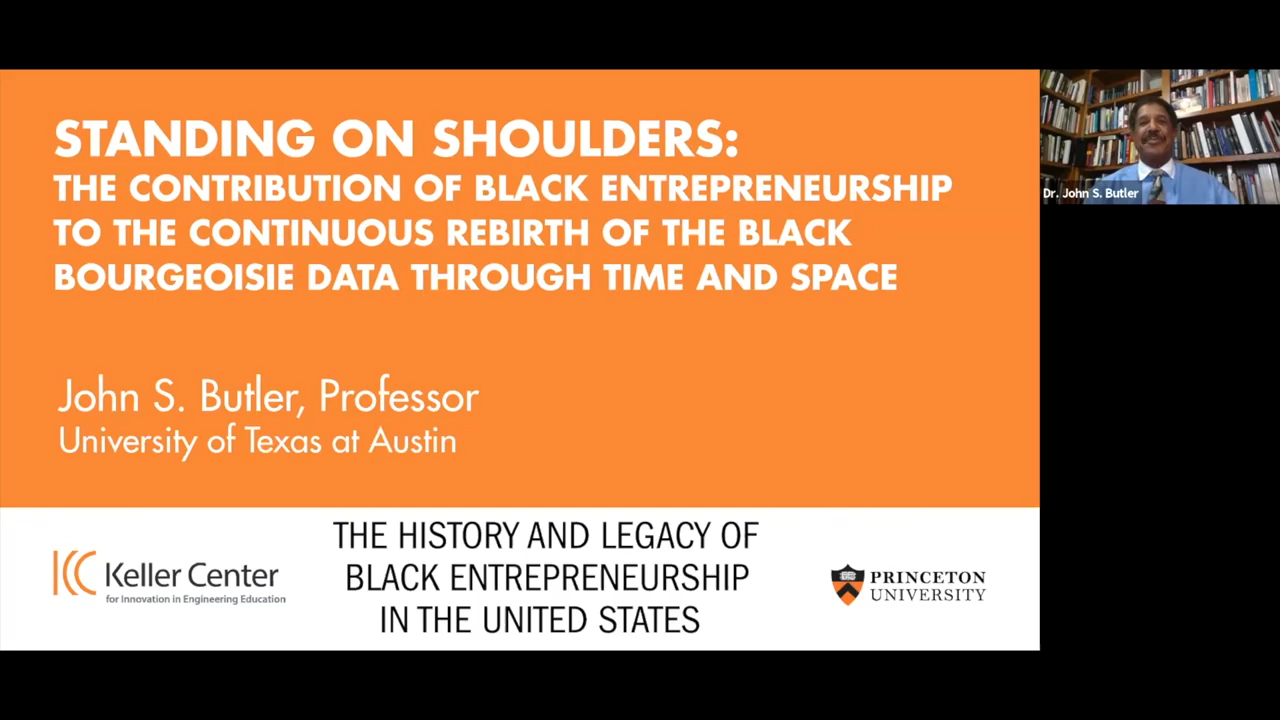 STANDING ON SHOULDERS:
THE CONTRIBUTION OF BLACK ENTREPRENEURSHIP
TO THE CONTINUOUS REBIRTH OF THE BLACK
BOURGEOISIE DATA THROUGH TIME AND SPACE
John S. Butler, Professor
University of Texas at Austin
Keller Center
for Innovation in Engineering Education
THE HISTORY AND LEGACY OF
BLACK ENTREPRENEURSHIP
IN THE UNITED STATES
PRINCETON
UNIVERSITY
Dr. John S. Butler